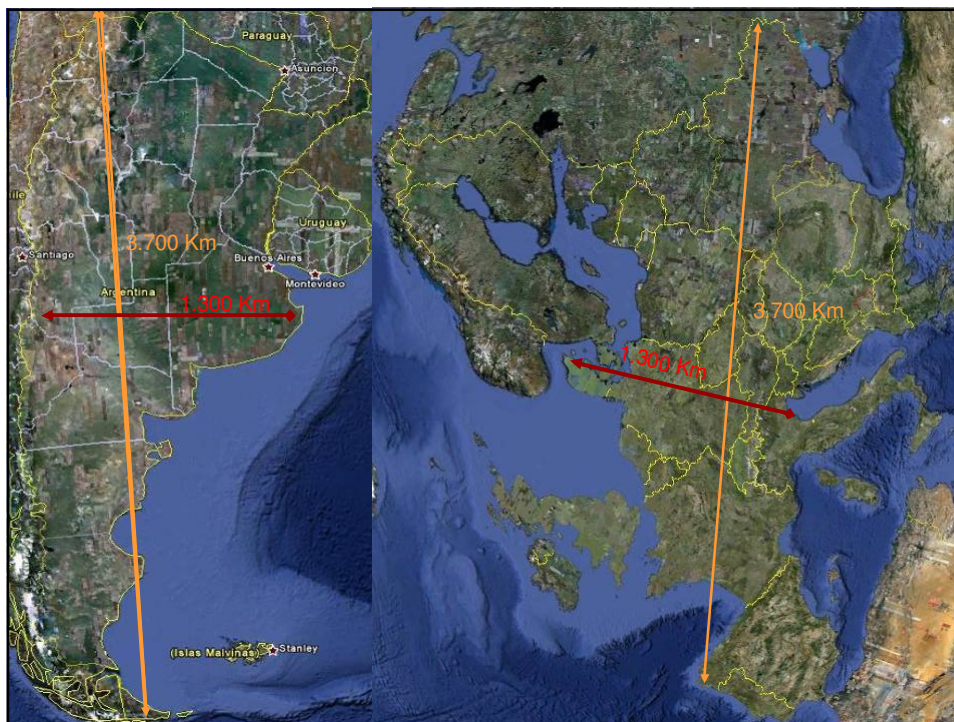 Paraguay
Asunción
hile
Uruguay
Santiago
3.700 Km
Buenos Aires
Montevideo
Argentina
1.300 Km
(Islas Malvinas)
Stanley
3.700 Km
1.300 Km